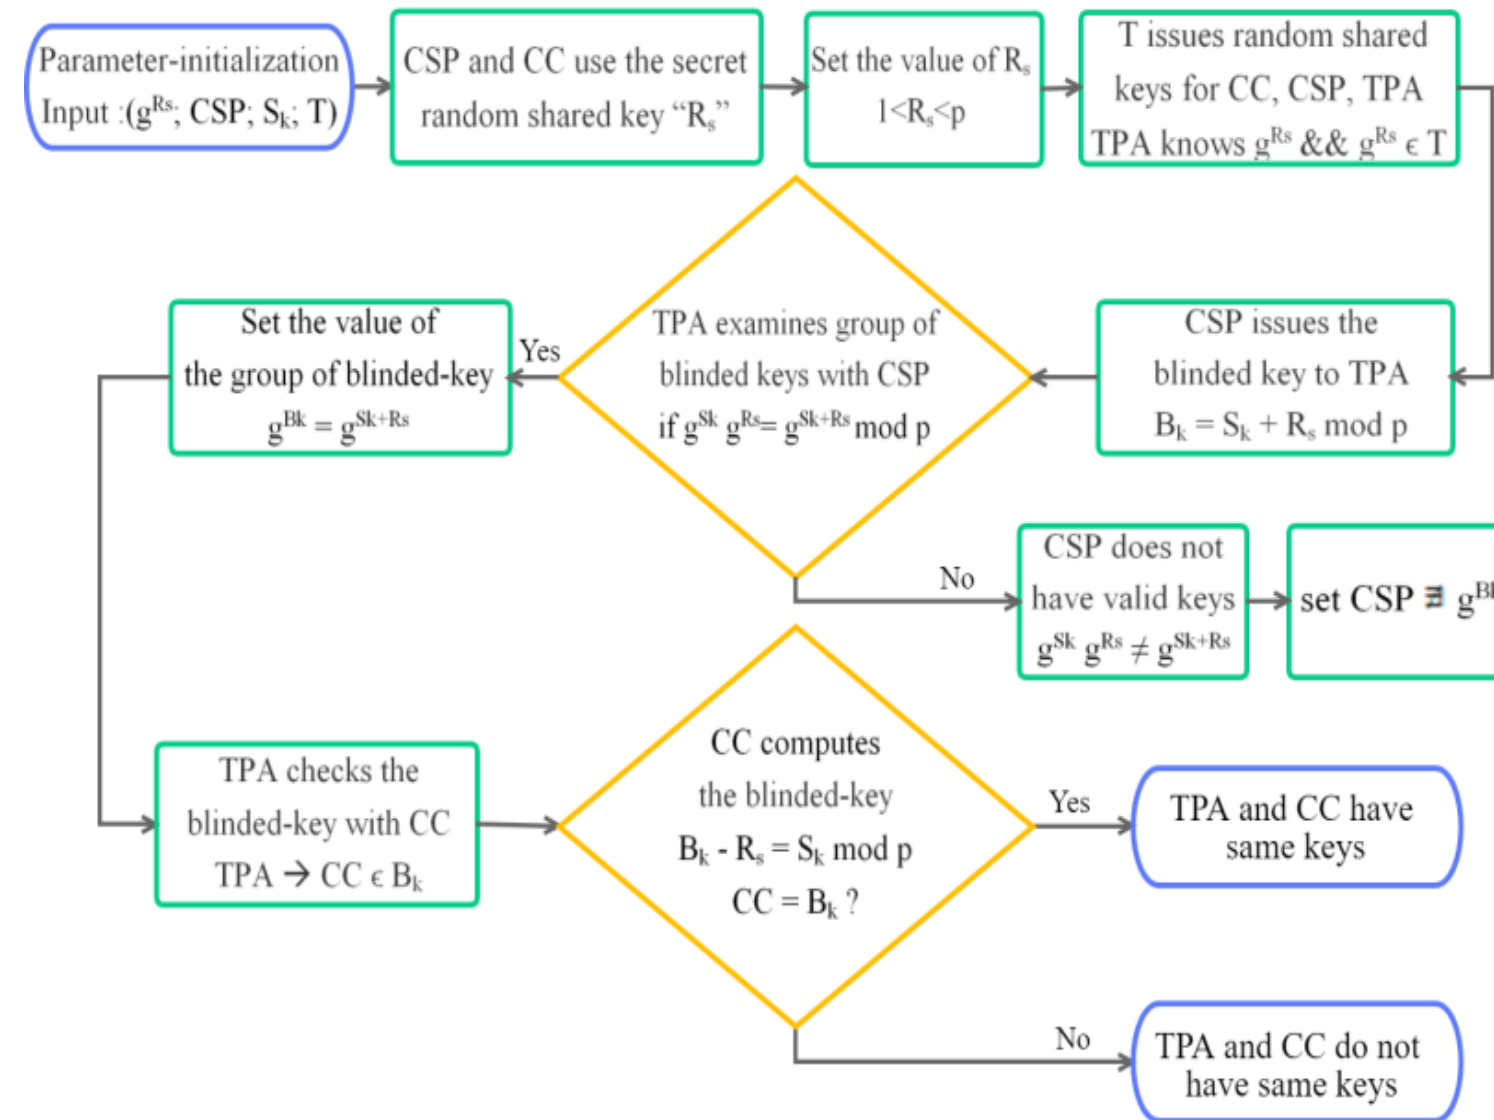 Parameter-initialization
Input :(g^Rs; CSP; S_k; T)
CSP and CC use the secret
random shared key “R_s”
Set the value of R_s
1<R_s<p
T issues random shared
keys for CC, CSP, TPA
TPA knows g^Rs && g^Rs ϵ T
CSP issues the
blinded key to TPA
B_k = S_k + R_s mod p
TPA examines group of
blinded keys with CSP
if g^Sk g^Rs= g^Sk+Rs mod p
Yes
Set the value of
the group of blinded-key
g^Bk = g^Sk+Rs
No
CSP does not
have valid keys
g^Sk g^Rs ≠ g^Sk+Rs
set CSP g^B
TPA checks the
blinded-key with CC
TPA → CC ϵ B_k
CC computes
the blinded-key
B_k - R_s = S_k mod p
CC = B_k ?
Yes
TPA and CC have
same keys
No
TPA and CC do not
have same keys